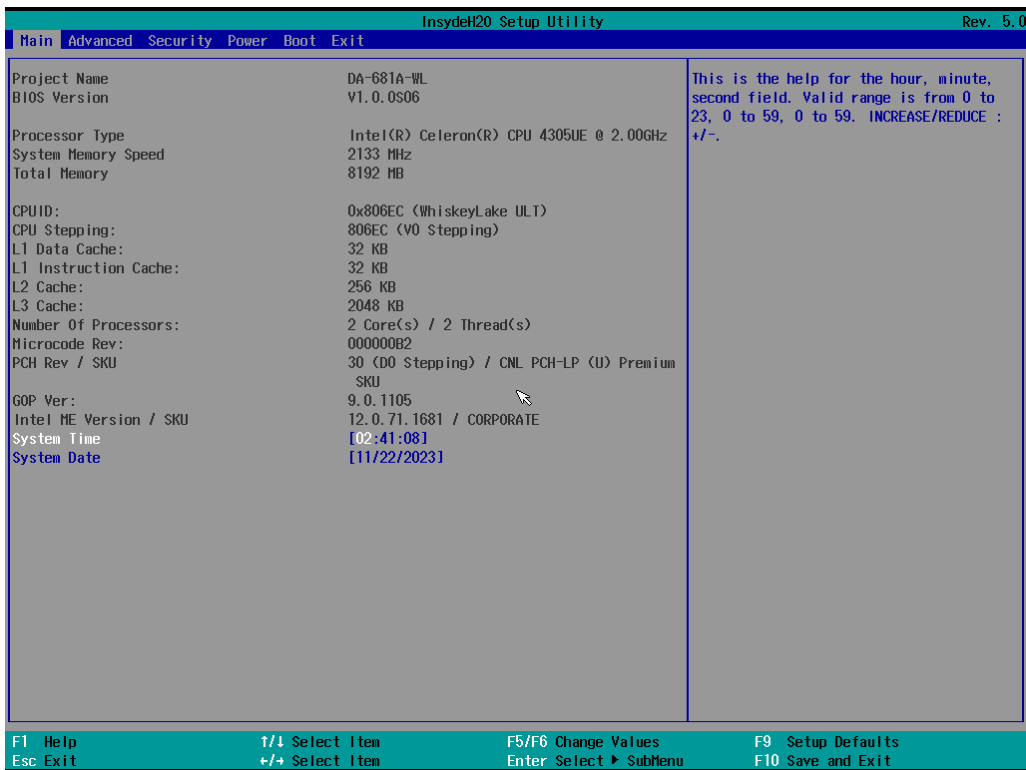 InsydeH2O Setup Utility Rev. 5.0
Main Advanced Security Power Boot Exit
Project Name DA-681A-WL
BIOS Version V1.0.0S06
Processor Type Intel(R) Celeron(R) CPU 4305UE @ 2.00GHz
System Memory Speed 2133 MHz
Total Memory 8192 MB
CPUID: 0x806EC (WhiskeyLake ULT)
CPU Stepping: 806EC (V0 Stepping)
L1 Data Cache: 32 KB
L1 Instruction Cache: 32 KB
L2 Cache: 256 KB
L3 Cache: 2048 KB
Number Of Processors: 2 Core(s) / 2 Thread(s)
Microcode Rev: 000000B2
PCH Rev / SKU 30 (D0 Stepping) / CNL PCH-LP (U) Premium
SKU
GOP Ver: 9.0.1105
Intel ME Version / SKU 12.0.71.1681 / CORPORATE
System Time [02:41:08]
System Date [11/22/2023]
This is the help for the hour, minute,
second field. Valid range is from 0 to
23, 0 to 59, 0 to 59. INCREASE/REDUCE :
+/-.
F1 Help ↑/↓ Select Item F5/F6 Change Values F9 Setup Defaults
Esc Exit ←/→ Select Item Enter Select ▶ SubMenu F10 Save and Exit